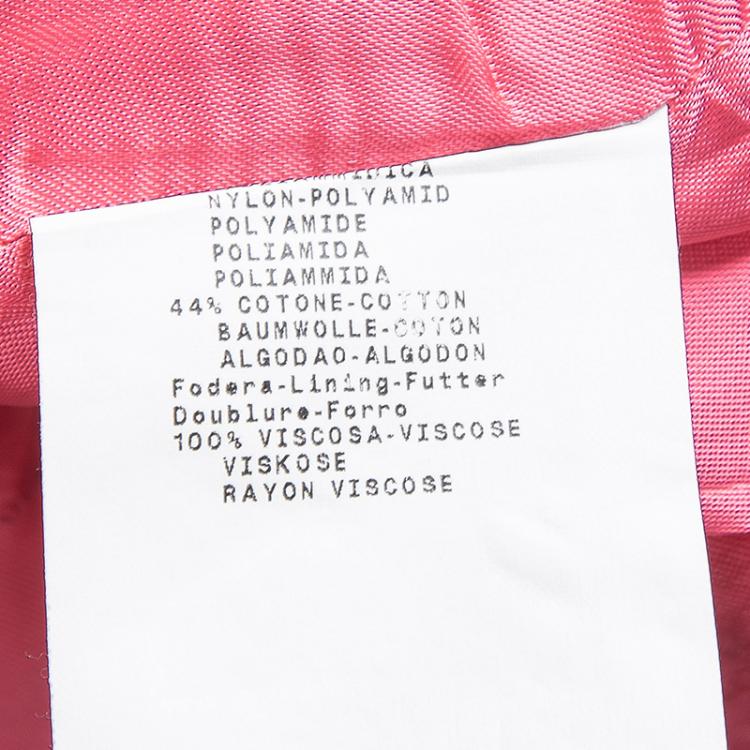 NYLON-POLYAMID
POLYAMIDE
POLIAMIDA
POLIAMMIDA
44% COTONE-COTTON
BAUMWOLLE-COTON
ALGODAO-ALGODON
Fodera-Lining-Futter
Doublure-Forro
100% VISCOSA-VISCOSE
VISKOSE
RAYON VISCOSE